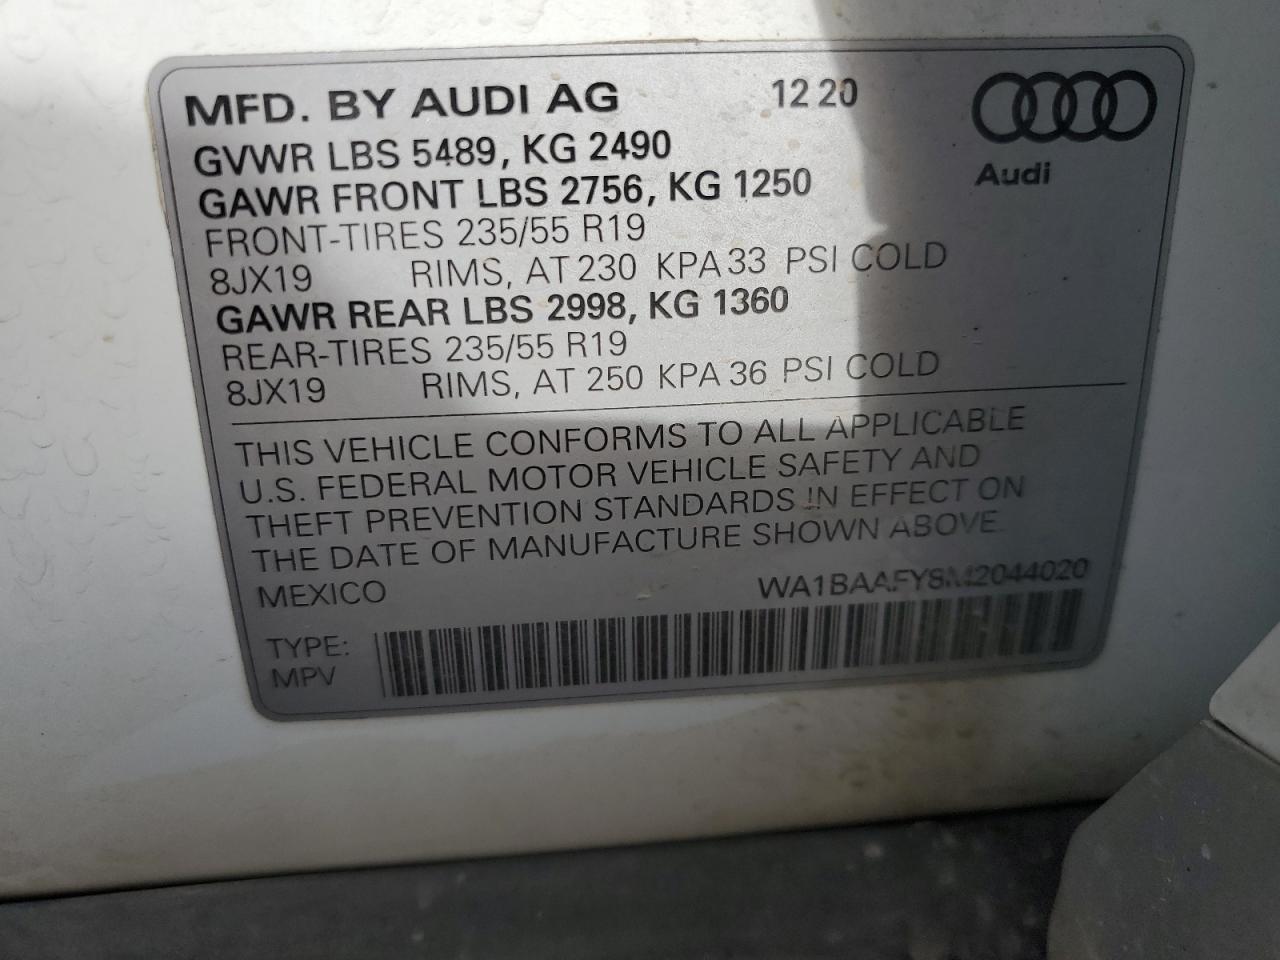 MFD. BY AUDI AG 12 20
GVWR LBS 5489, KG 2490
Audi
GAWR FRONT LBS 2756, KG 1250
FRONT-TIRES 235/55 R19
8JX19 RIMS, AT 230 KPA 33 PSI COLD
GAWR REAR LBS 2998, KG 1360
REAR-TIRES 235/55 R19
8JX19 RIMS, AT 250 KPA 36 PSI COLD
THIS VEHICLE CONFORMS TO ALL APPLICABLE
U.S. FEDERAL MOTOR VEHICLE SAFETY AND
THEFT PREVENTION STANDARDS IN EFFECT ON
THE DATE OF MANUFACTURE SHOWN ABOVE.
MEXICO WA1BAAFY8M2044020
TYPE:
MPV